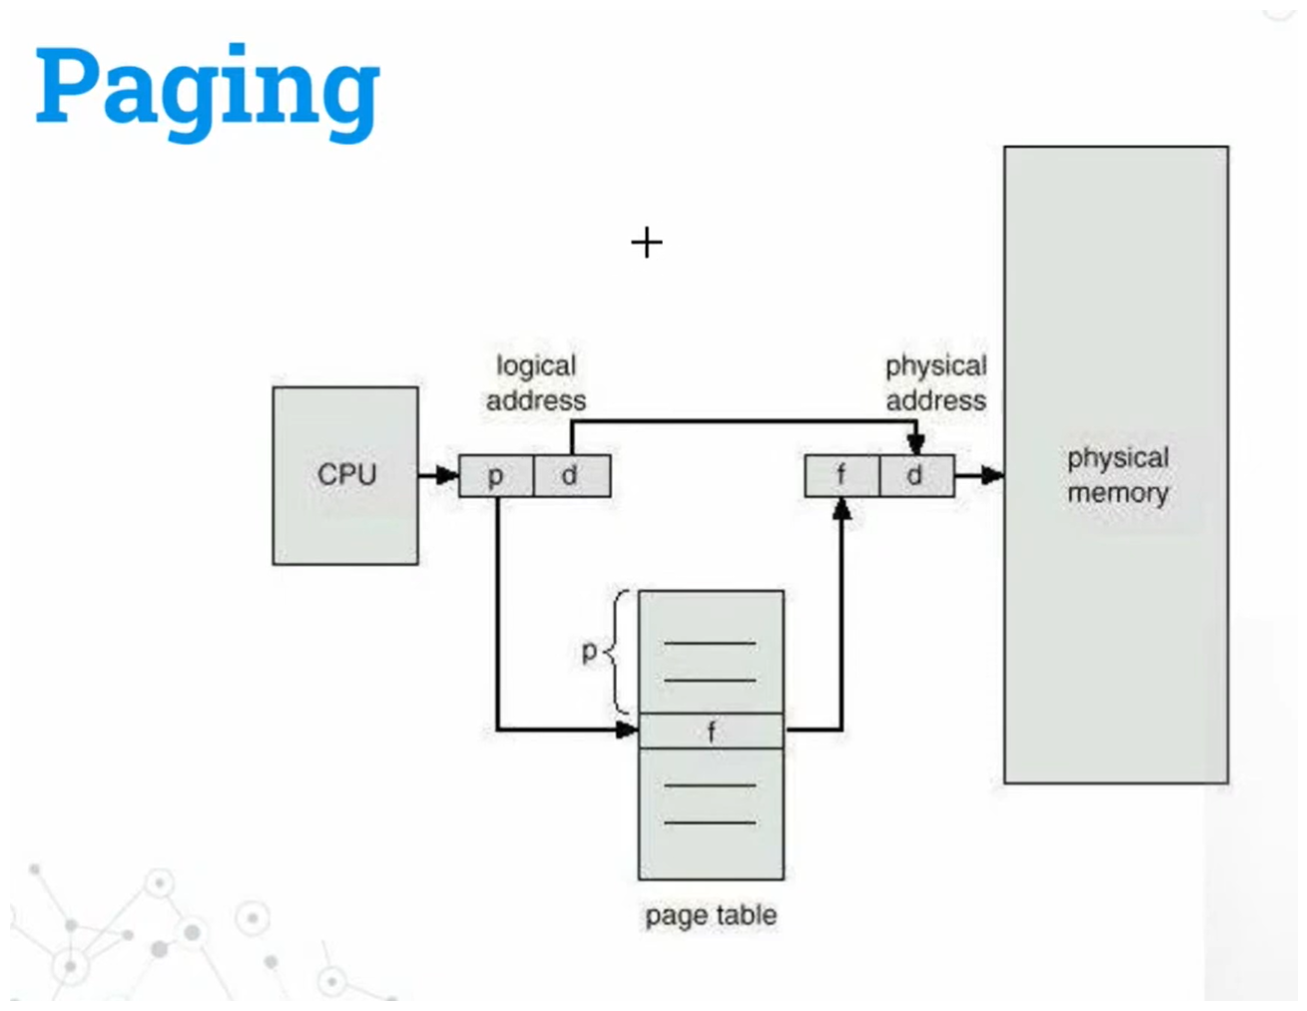 Paging
logical
address
physical
address
CPU
p
d
f
d
physical
memory
p
f
page table